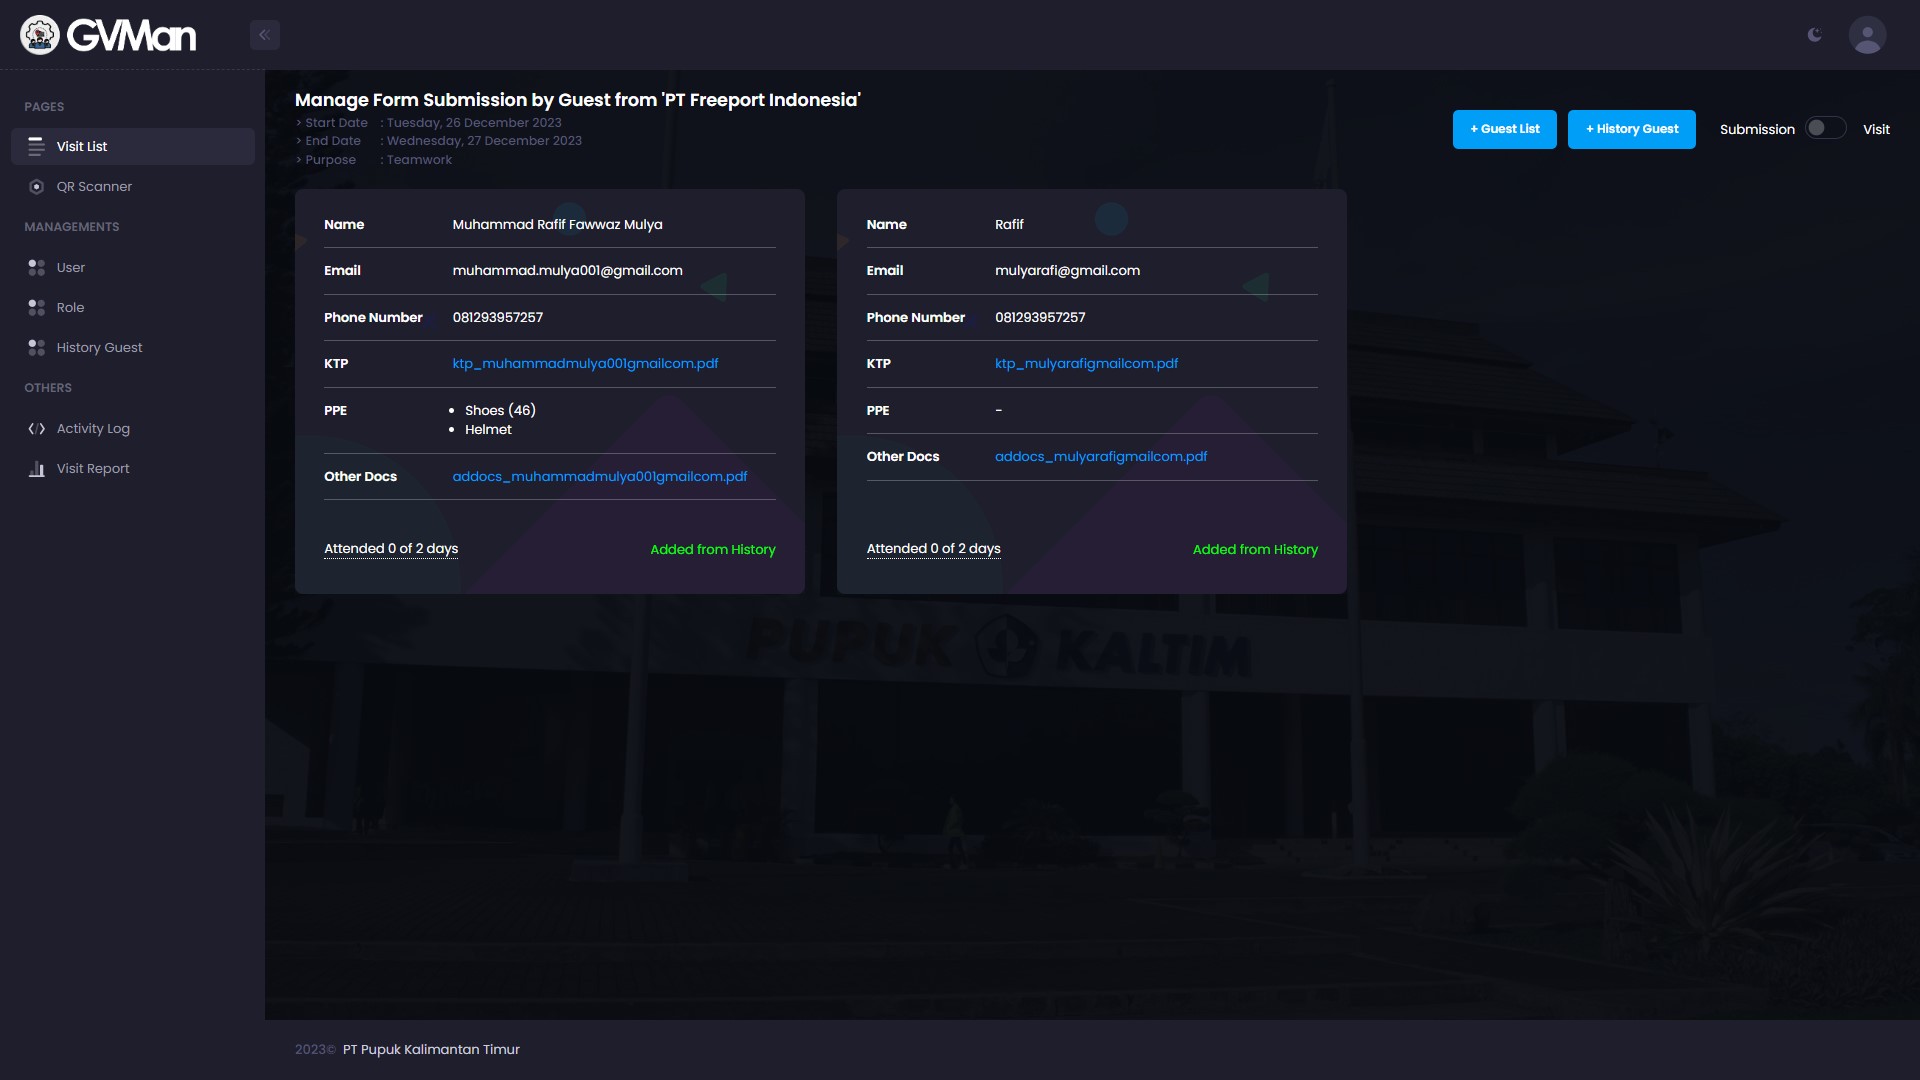 GVMan
PAGES
Visit List
QR Scanner
MANAGEMENTS
User
Role
History Guest
OTHERS
Activity Log
Visit Report
Manage Form Submission by Guest from 'PT Freeport Indonesia'
> Start Date : Tuesday, 26 December 2023
> End Date : Wednesday, 27 December 2023
> Purpose : Teamwork
+ Guest List
+ History Guest
Submission
Visit
Name Muhammad Rafif Fawwaz Mulya
Email muhammad.mulya001@gmail.com
Phone Number 081293957257
KTP ktp_muhammadmulya001gmailcom.pdf
PPE • Shoes (46)
• Helmet
Other Docs addocs_muhammadmulya001gmailcom.pdf
Attended 0 of 2 days Added from History
Name Rafif
Email mulyarafi@gmail.com
Phone Number 081293957257
KTP ktp_mulyarafigmailcom.pdf
PPE -
Other Docs addocs_mulyarafigmailcom.pdf
Attended 0 of 2 days Added from History
PUPUK KALTIM
2023© PT Pupuk Kalimantan Timur